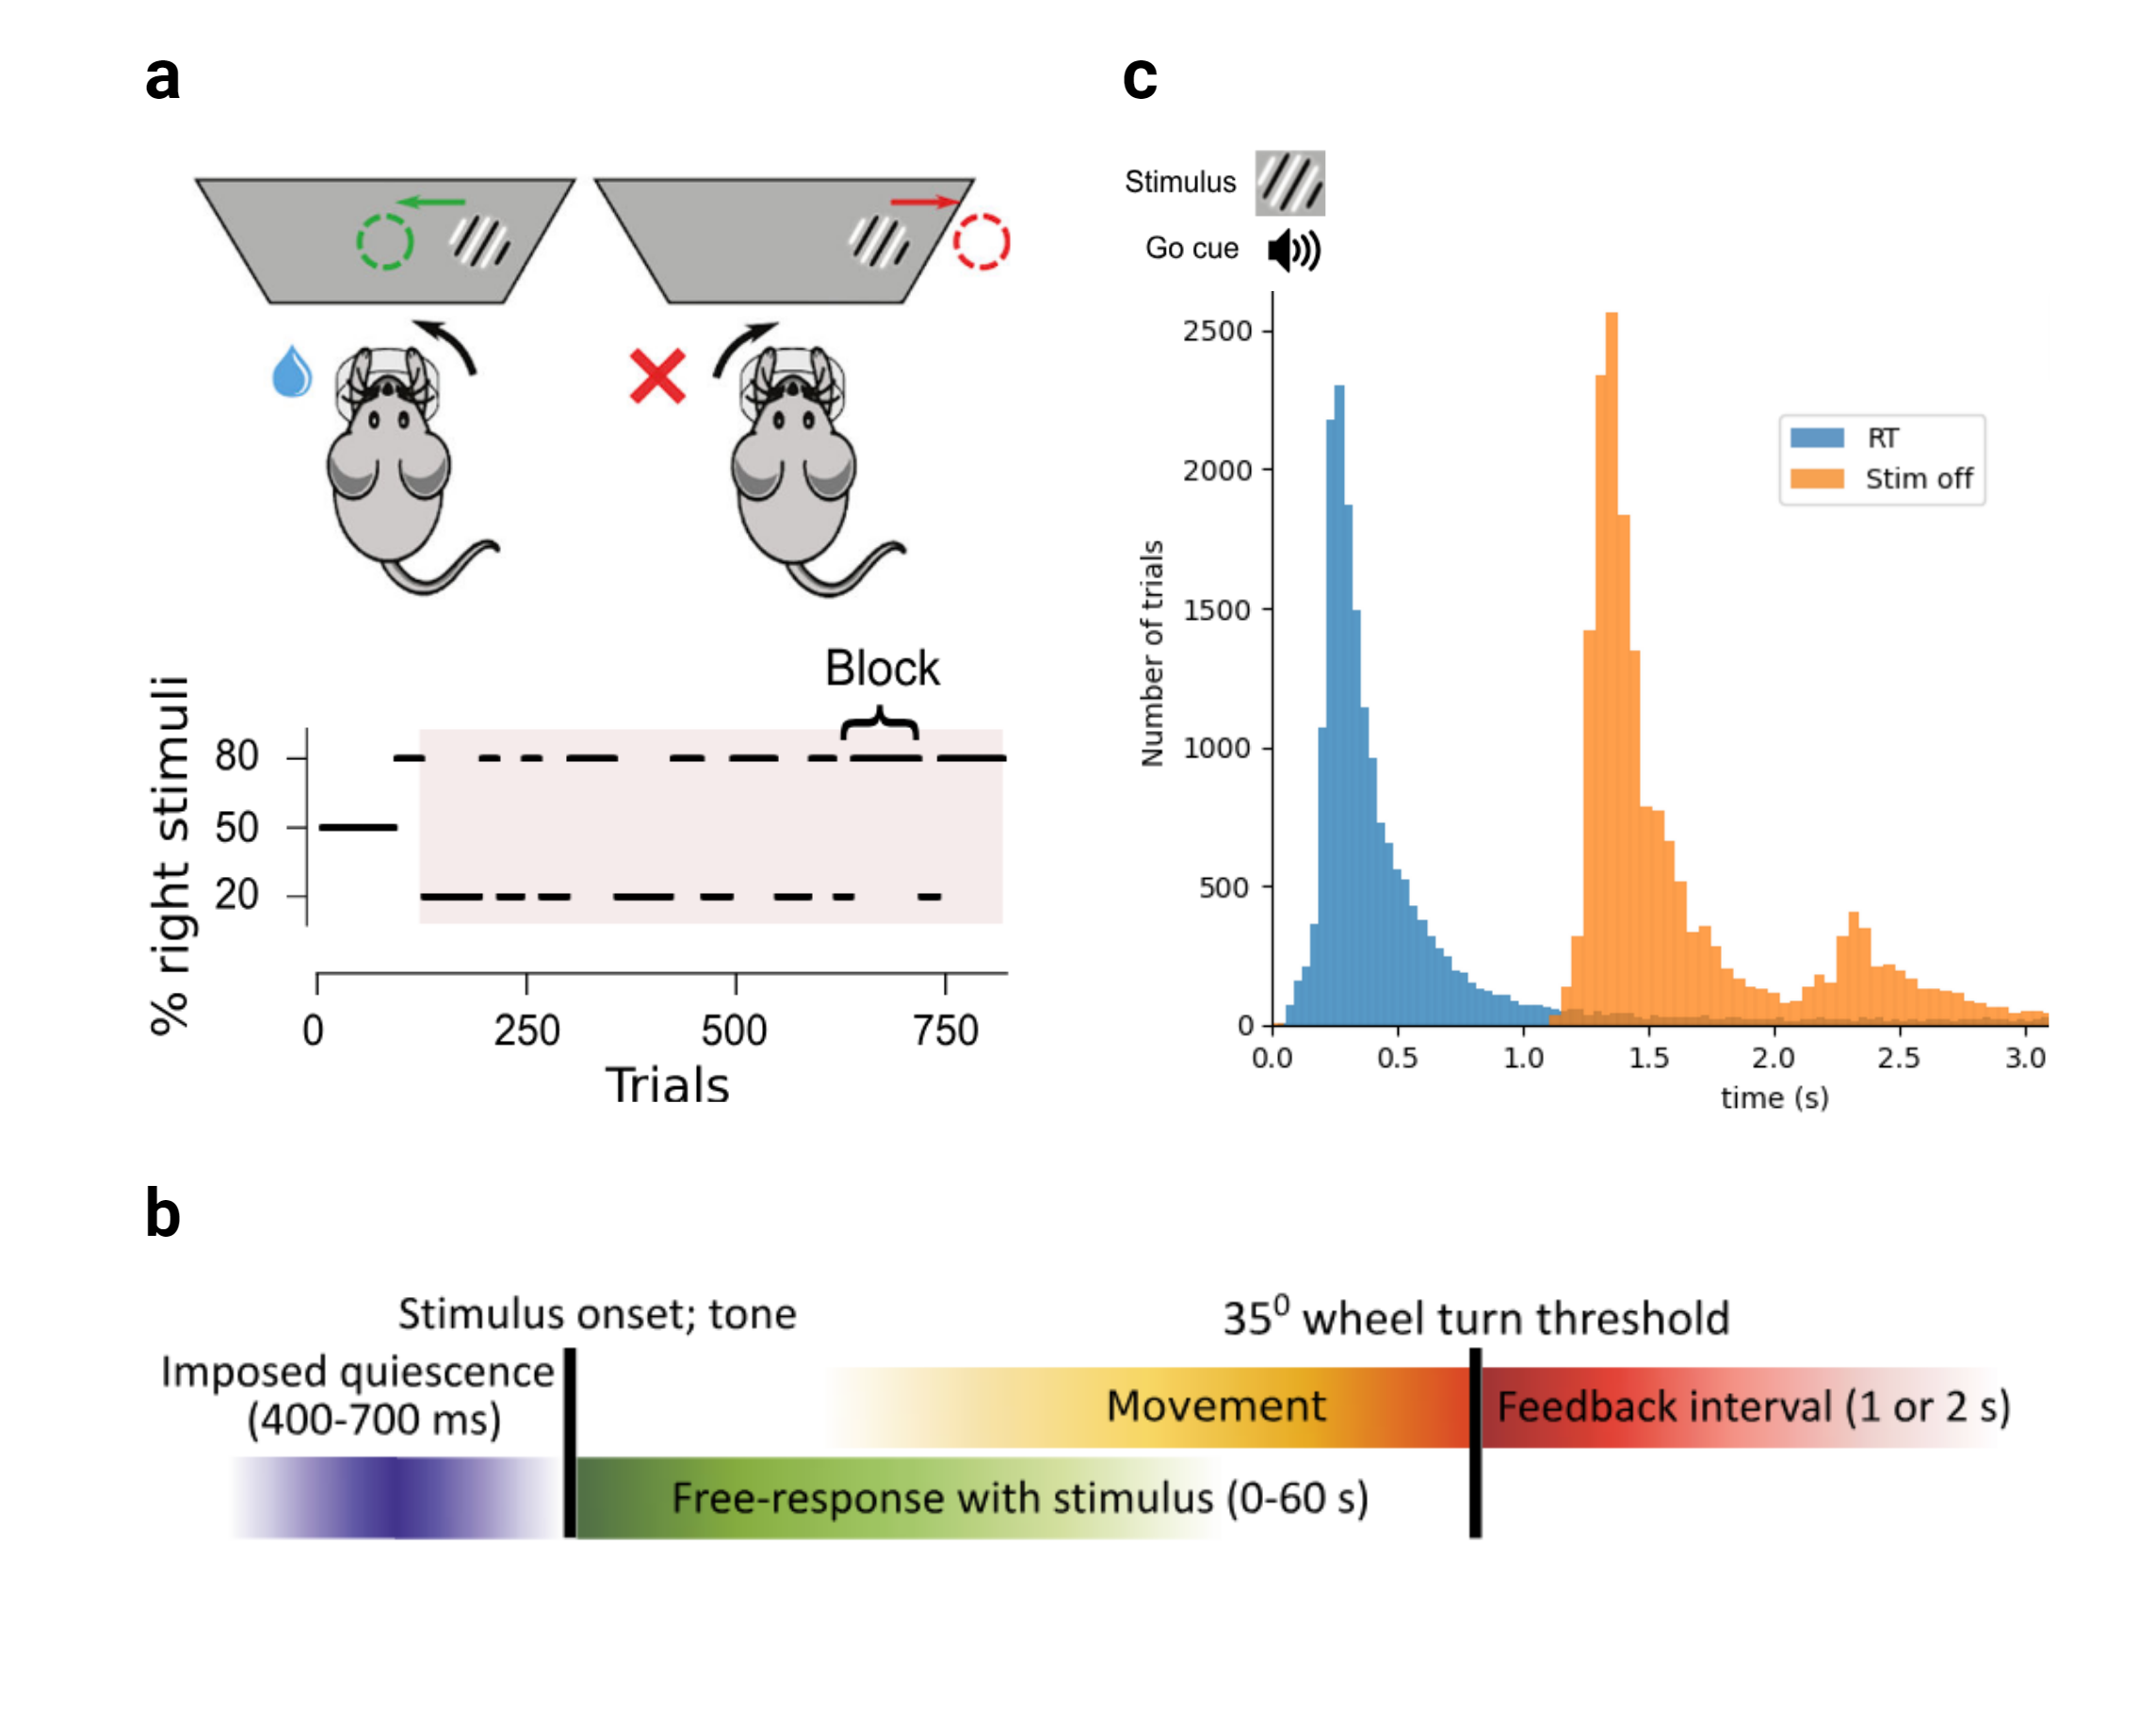 a
Block
% right stimuli
80
50
20
0 250 500 750
Trials
c
Stimulus
Go cue
RT
Stim off
Number of trials
2500
2000
1500
1000
500
0
0.0 0.5 1.0 1.5 2.0 2.5 3.0
time (s)
b
Stimulus onset; tone
35⁰ wheel turn threshold
Imposed quiescence
(400-700 ms)
Movement
Feedback interval (1 or 2 s)
Free-response with stimulus (0-60 s)